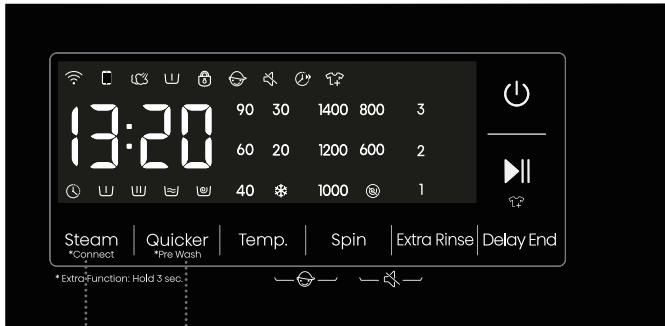 13:20
90 30 1400 800 3
60 20 1200 600 2
40 1000 1
Steam Quicker Temp. Spin Extra Rinse Delay End
*Connect *Pre Wash
* Extra Function: Hold 3 sec.